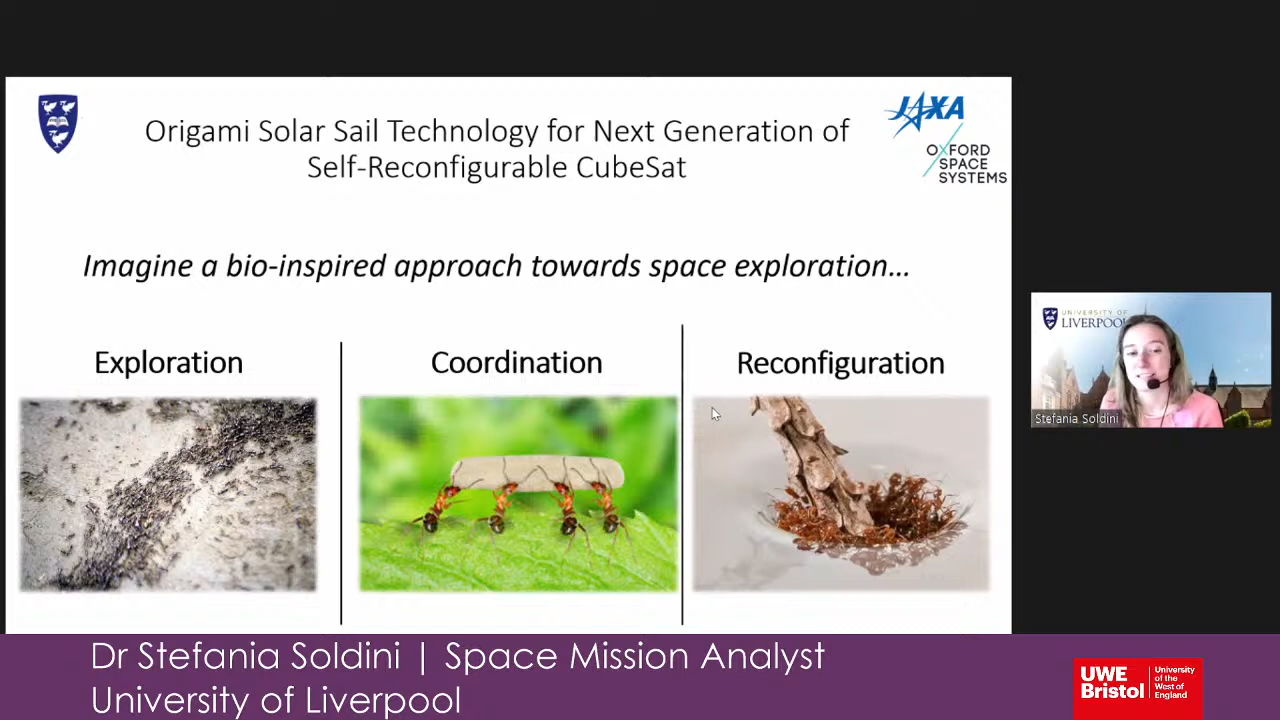 Origami Solar Sail Technology for Next Generation of
Self-Reconfigurable CubeSat
JAXA
OXFORD
SPACE
SYSTEMS
Imagine a bio-inspired approach towards space exploration…
Exploration
Coordination
Reconfiguration
UNIVERSITY OF
LIVERPOOL
Stefania Soldini
Dr Stefania Soldini | Space Mission Analyst
University of Liverpool
UWE
Bristol
University
of the
West of
England